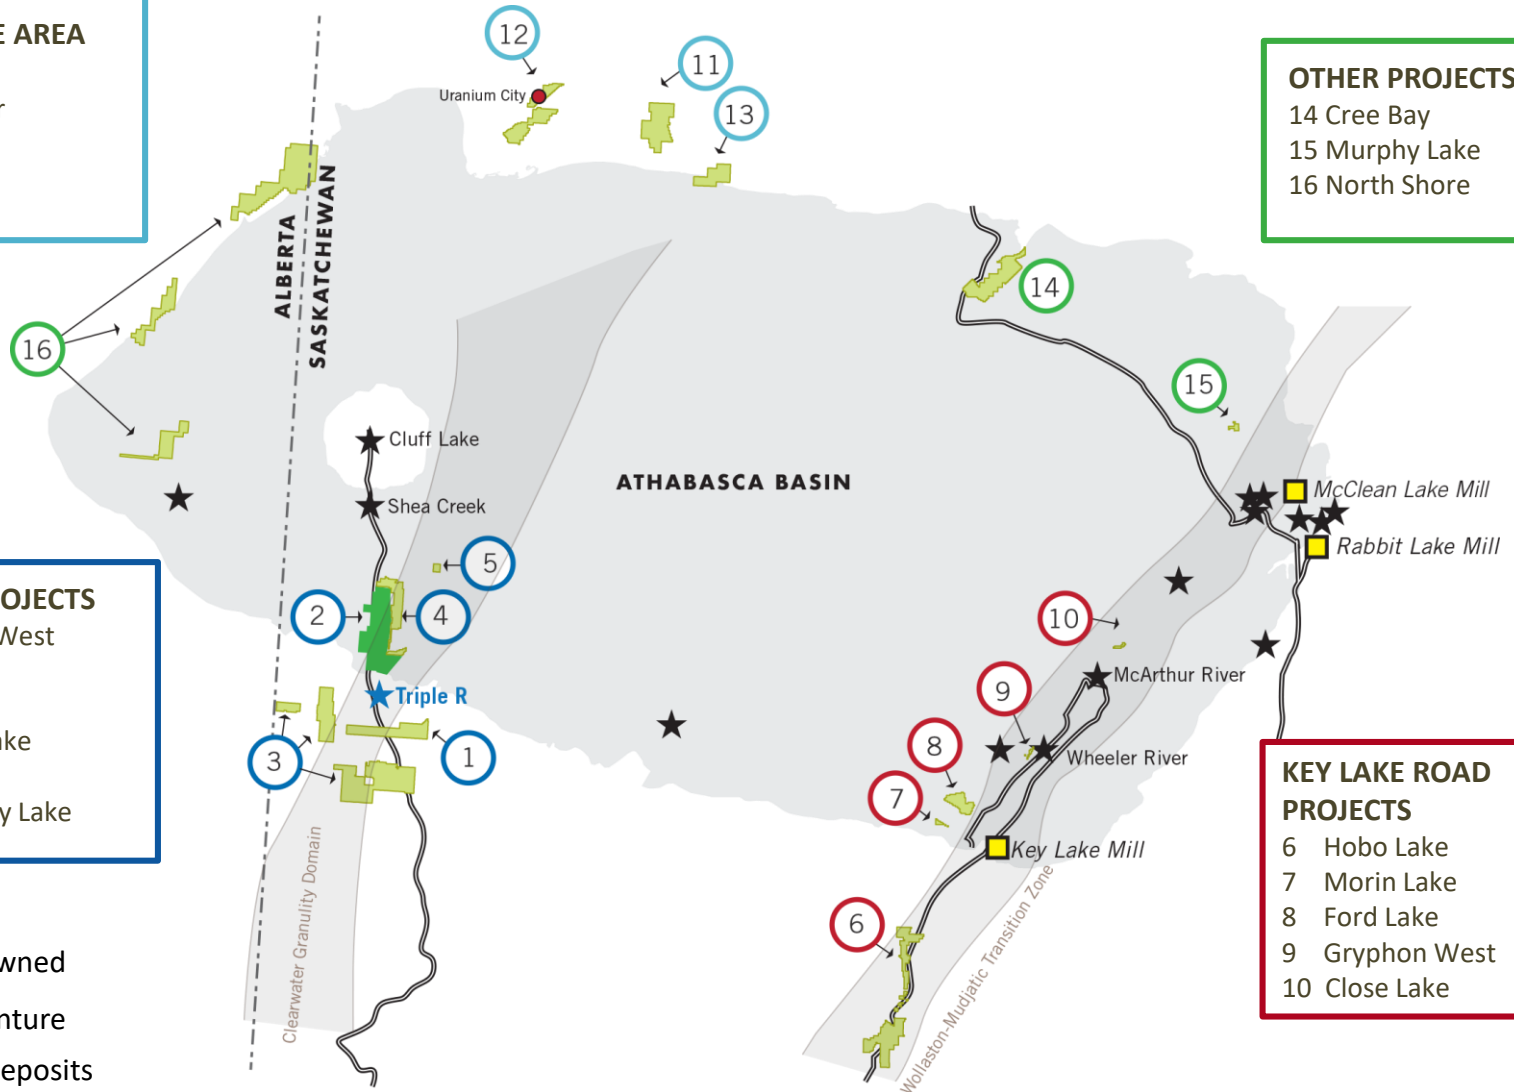 E AREA
r
12
11
13
Uranium City
OTHER PROJECTS
14 Cree Bay
15 Murphy Lake
16 North Shore
ALBERTA
SASKATCHEWAN
14
16
15
Cluff Lake
ATHABASCA BASIN
McClean Lake Mill
Shea Creek
Rabbit Lake Mill
5
OJECTS
West
ake
y Lake
2
4
10
McArthur River
Triple R
9
8
Wheeler River
3
1
7
Key Lake Mill
KEY LAKE ROAD
PROJECTS
6 Hobo Lake
7 Morin Lake
8 Ford Lake
9 Gryphon West
10 Close Lake
Clearwater Granulity Domain
6
Wollaston-Mudjatic Transition Zone
wned
nture
eposits